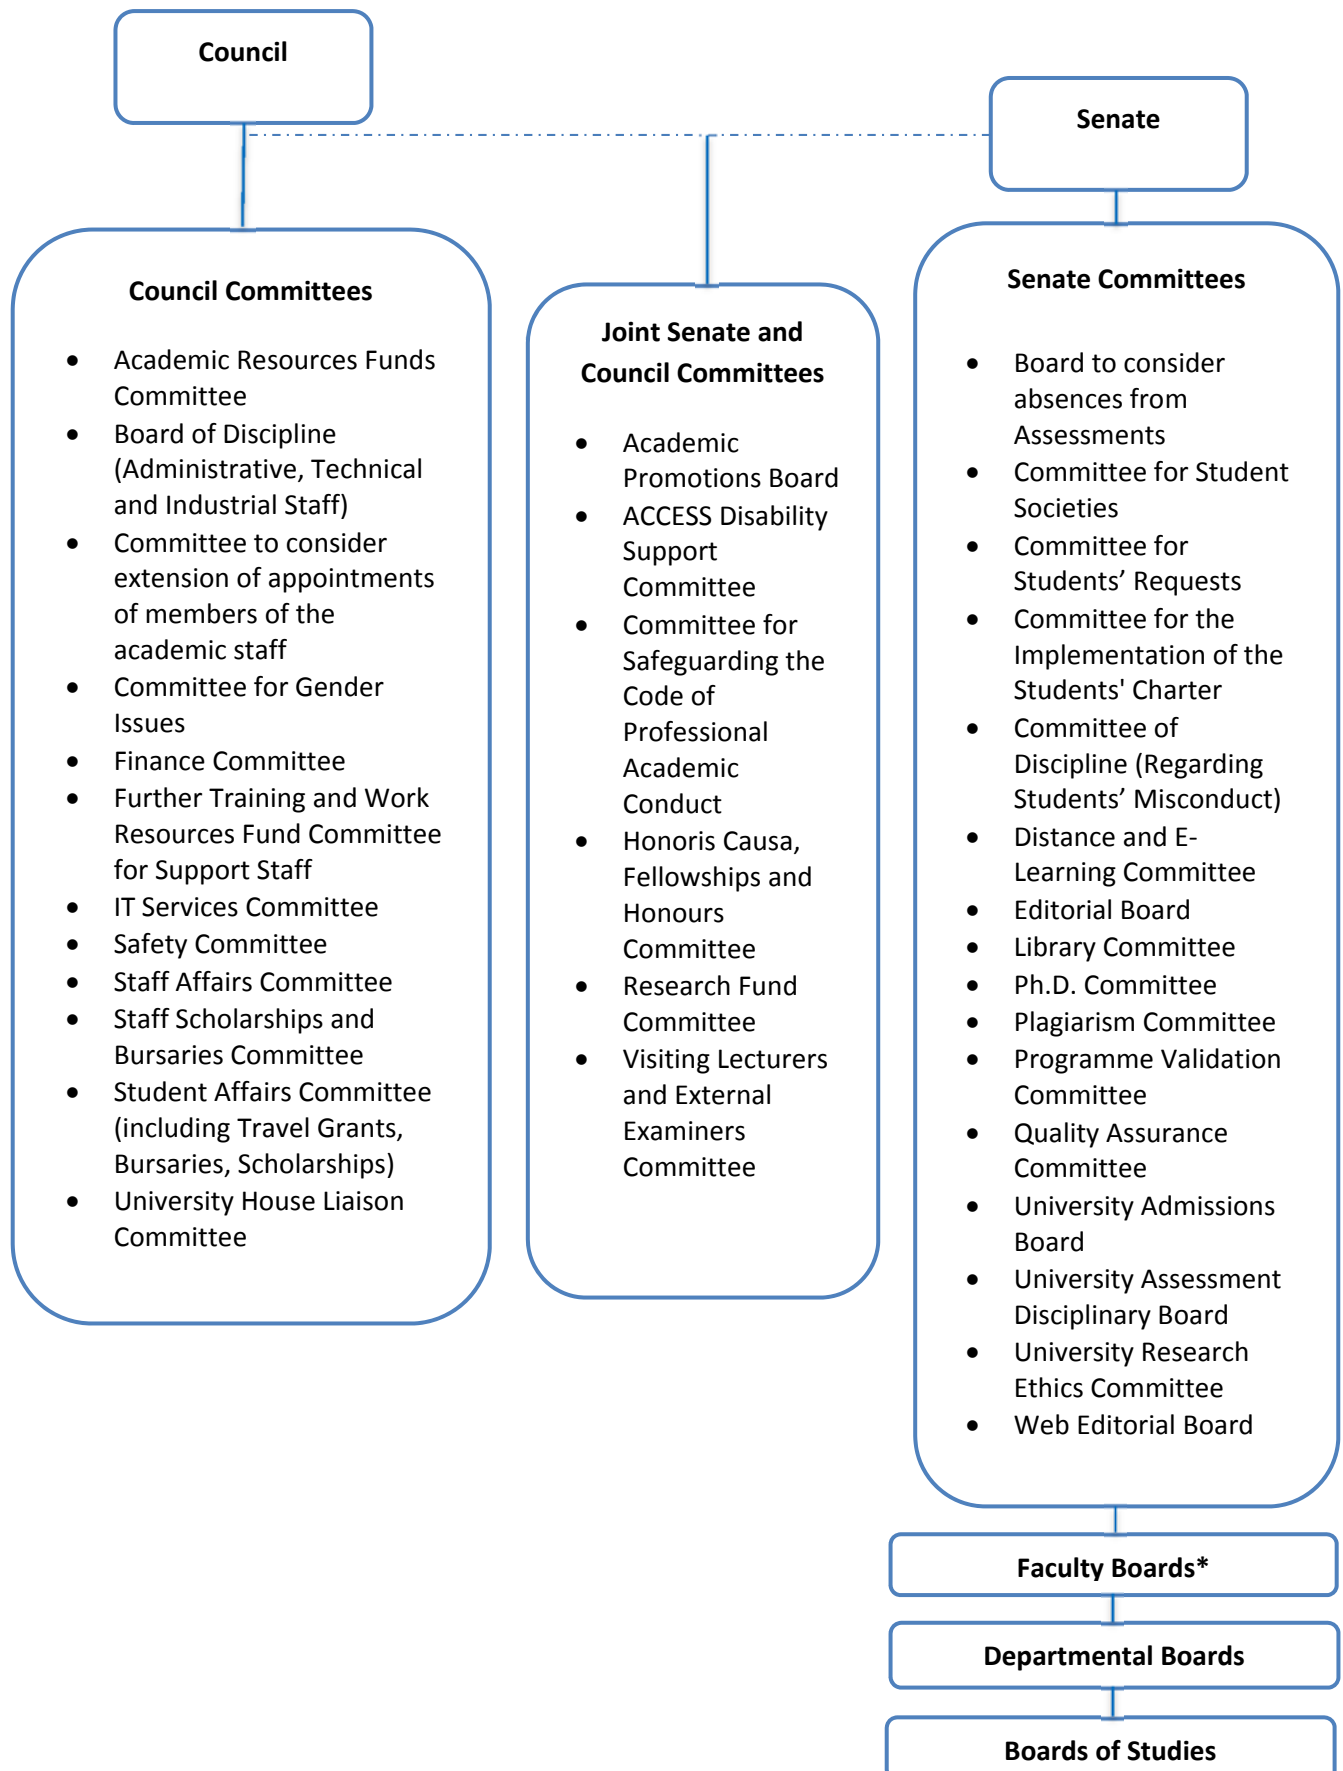 Council
Senate
Council Committees
• Academic Resources Funds
Committee
• Board of Discipline
(Administrative, Technical
and Industrial Staff)
• Committee to consider
extension of appointments
of members of the
academic staff
• Committee for Gender
Issues
• Finance Committee
• Further Training and Work
Resources Fund Committee
for Support Staff
• IT Services Committee
• Safety Committee
• Staff Affairs Committee
• Staff Scholarships and
Bursaries Committee
• Student Affairs Committee
(including Travel Grants,
Bursaries, Scholarships)
• University House Liaison
Committee
Joint Senate and
Council Committees
• Academic
Promotions Board
• ACCESS Disability
Support
Committee
• Committee for
Safeguarding the
Code of
Professional
Academic
Conduct
• Honoris Causa,
Fellowships and
Honours
Committee
• Research Fund
Committee
• Visiting Lecturers
and External
Examiners
Committee
Senate Committees
• Board to consider
absences from
Assessments
• Committee for Student
Societies
• Committee for
Students’ Requests
• Committee for the
Implementation of the
Students' Charter
• Committee of
Discipline (Regarding
Students’ Misconduct)
• Distance and E-
Learning Committee
• Editorial Board
• Library Committee
• Ph.D. Committee
• Plagiarism Committee
• Programme Validation
Committee
• Quality Assurance
Committee
• University Admissions
Board
• University Assessment
Disciplinary Board
• University Research
Ethics Committee
• Web Editorial Board
Faculty Boards*
Departmental Boards
Boards of Studies